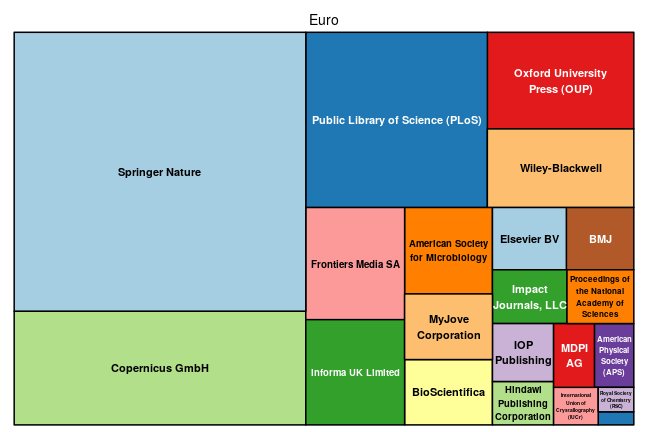 Euro
Springer Nature
Copernicus GmbH
Public Library of Science (PLoS)
Oxford University
Press (OUP)
Wiley-Blackwell
Frontiers Media SA
Informa UK Limited
American Society
for Microbiology
MyJove
Corporation
BioScientifica
Elsevier BV
BMJ
Impact
Journals, LLC
Proceedings of
the National
Academy of
Sciences
IOP
Publishing
Hindawi
Publishing
Corporation
MDPI
AG
American
Physical
Society
(APS)
International
Union of
Crystallography
(IUCr)
Royal Society
of Chemistry
(RSC)